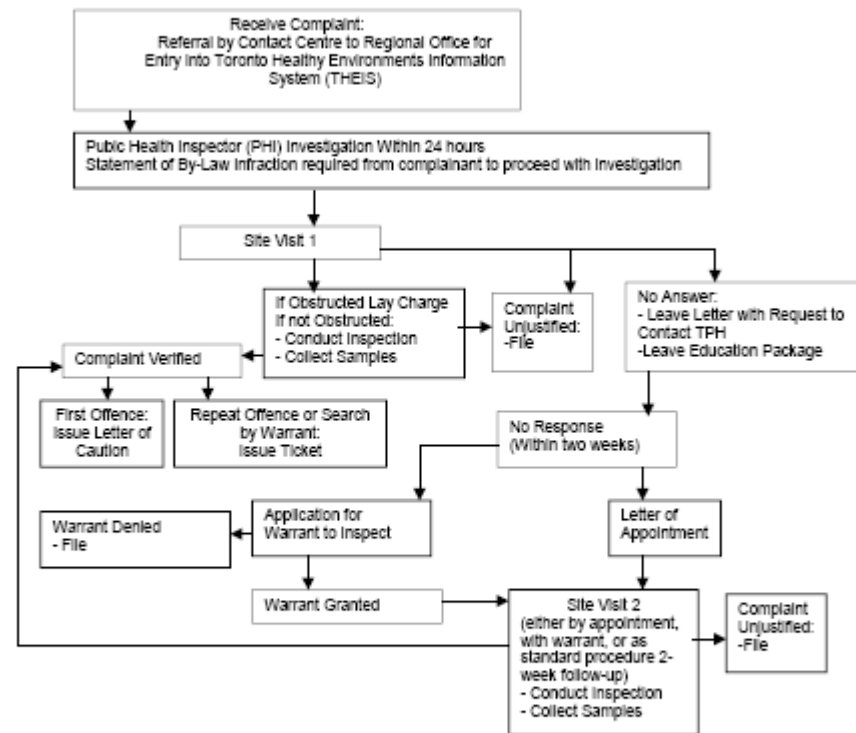 Receive Complaint:
Referral by Contact Centre to Regional Office for
Entry into Toronto Healthy Environments Information
System (THEIS)
Pubic Health Inspector (PHI) Investigation Within 24 hours
Statement of By-Law Infraction required from complainant to proceed with Investigation
Site Visit 1
If Obstructed Lay Charge
If not Obstructed:
- Conduct Inspection
- Collect Samples
Complaint
Unjustified:
-File
No Answer:
- Leave Letter with Request to
Contact TPH
-Leave Education Package
Complaint Verified
First Offence:
Issue Letter of
Caution
Repeat Offence or Search
by Warrant:
Issue Ticket
No Response
(Within two weeks)
Warrant Denied
- File
Application for
Warrant to Inspect
Letter of
Appointment
Warrant Granted
Site Visit 2
(either by appointment,
with warrant, or as
standard procedure 2-
week follow-up)
- Conduct Inspection
- Collect Samples
Complaint
Unjustified:
-File